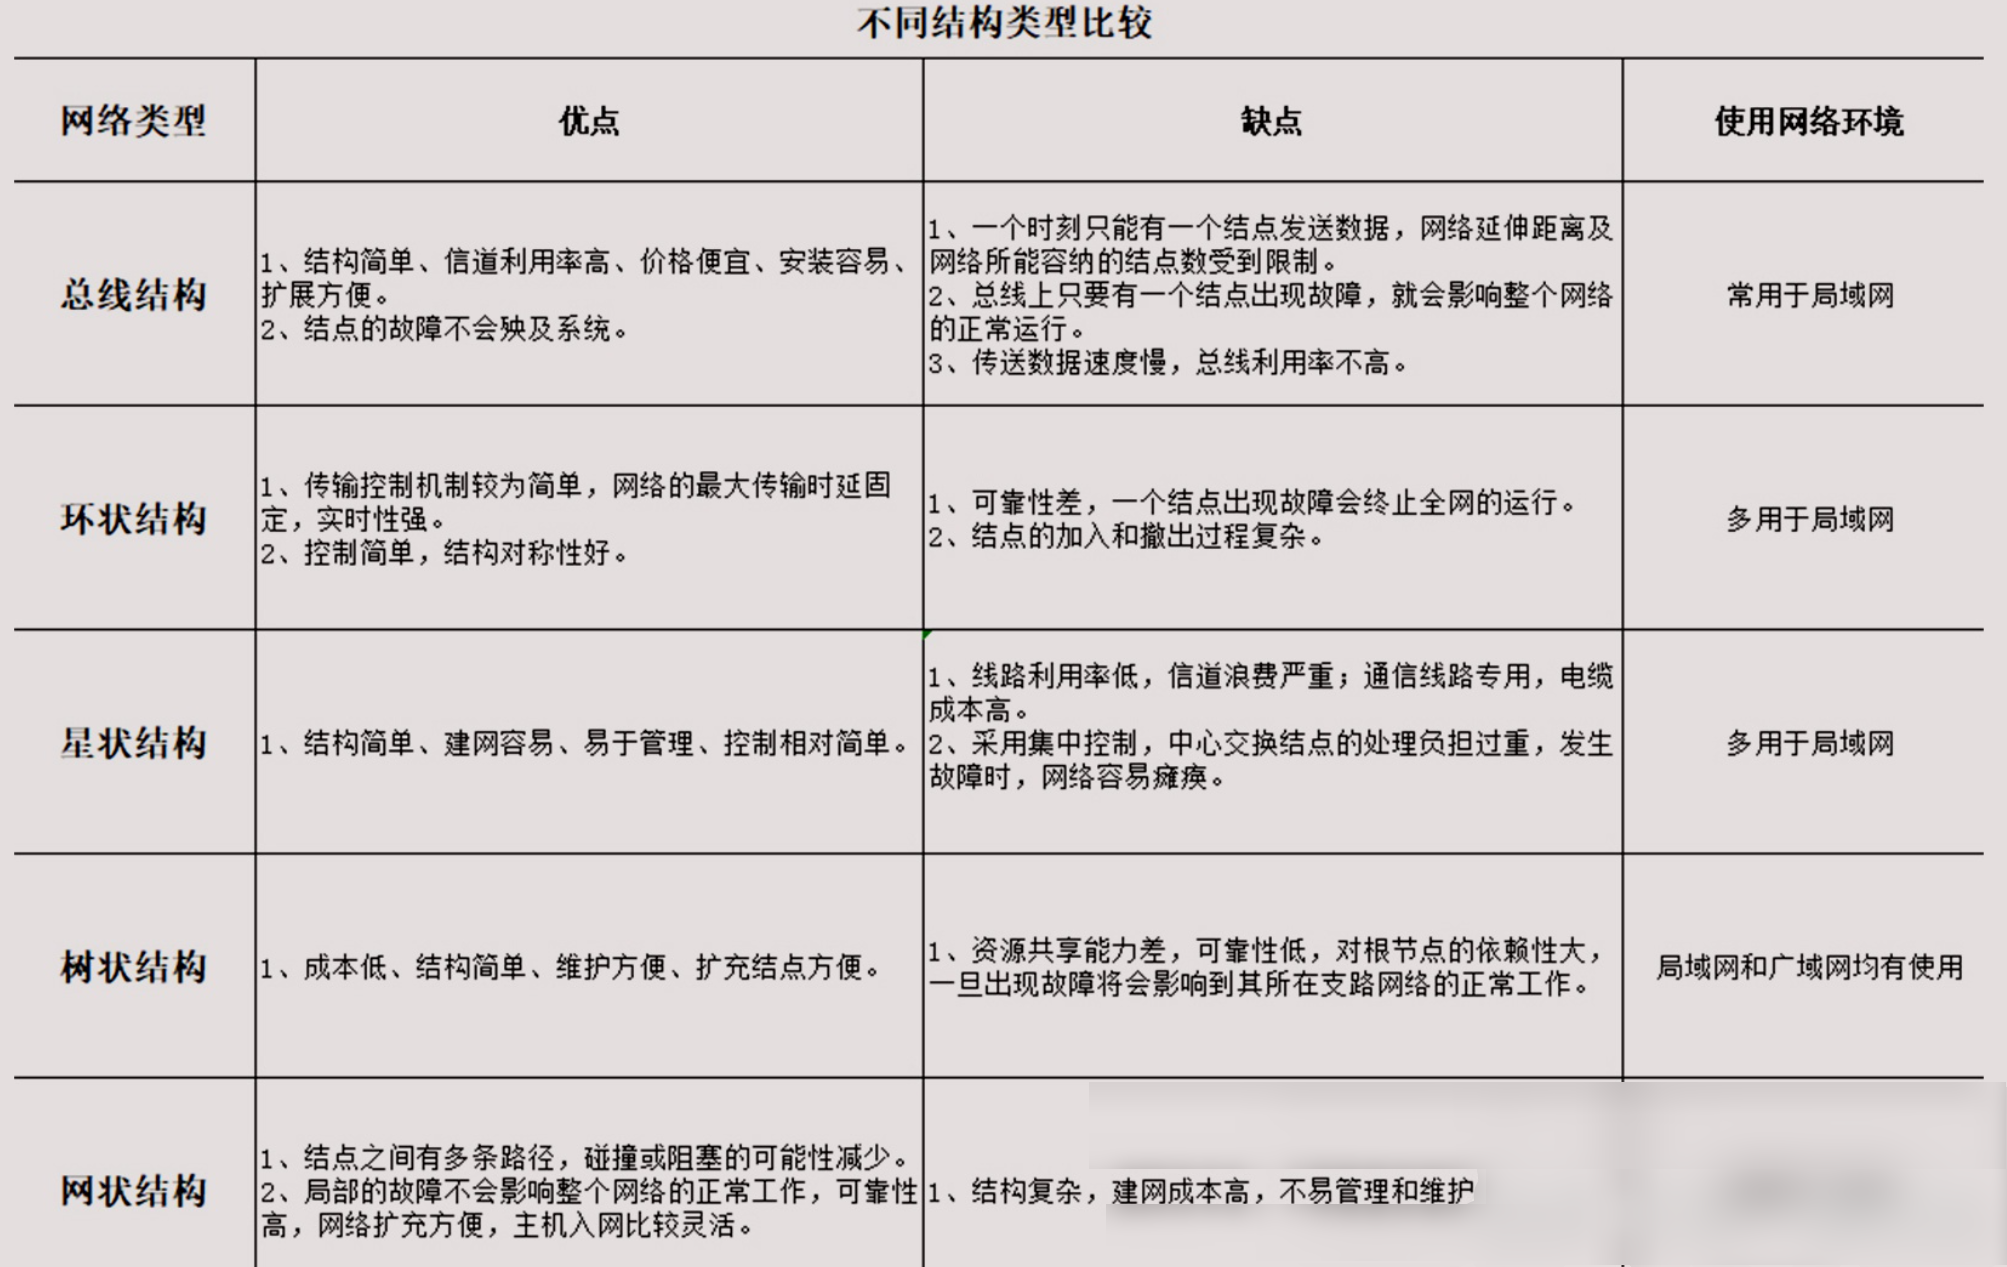 不同结构类型比较
网络类型
优点
缺点
使用网络环境
总线结构
1、结构简单、信道利用率高、价格便宜、安装容易、
扩展方便。
2、结点的故障不会殃及系统。
1、一个时刻只能有一个结点发送数据，网络延伸距离及
网络所能容纳的结点数受到限制。
2、总线上只要有一个结点出现故障，就会影响整个网络
的正常运行。
3、传送数据速度慢，总线利用率不高。
常用于局域网
环状结构
1、传输控制机制较为简单，网络的最大传输时延固
定，实时性强。
2、控制简单，结构对称性好。
1、可靠性差，一个结点出现故障会终止全网的运行。
2、结点的加入和撤出过程复杂。
多用于局域网
星状结构
1、结构简单、建网容易、易于管理、控制相对简单。
1、线路利用率低，信道浪费严重；通信线路专用，电缆
成本高。
2、采用集中控制，中心交换结点的处理负担过重，发生
故障时，网络容易瘫痪。
多用于局域网
树状结构
1、成本低、结构简单、维护方便、扩充结点方便。
1、资源共享能力差，可靠性低，对根节点的依赖性大，
一旦出现故障将会影响到其所在支路网络的正常工作。
局域网和广域网均有使用
网状结构
1、结点之间有多条路径，碰撞或阻塞的可能性减少。
2、局部的故障不会影响整个网络的正常工作，可靠性
高，网络扩充方便，主机入网比较灵活。
1、结构复杂，建网成本高，不易管理和维护